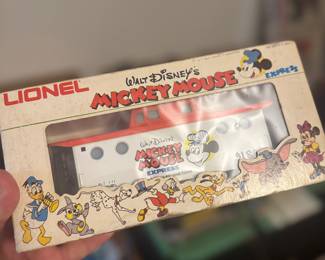 LIONEL
WALT DISNEY'S
MICKEY MOUSE
EXPRESS
WALT DISNEY'S
MICKEY
MOUSE
EXPRESS